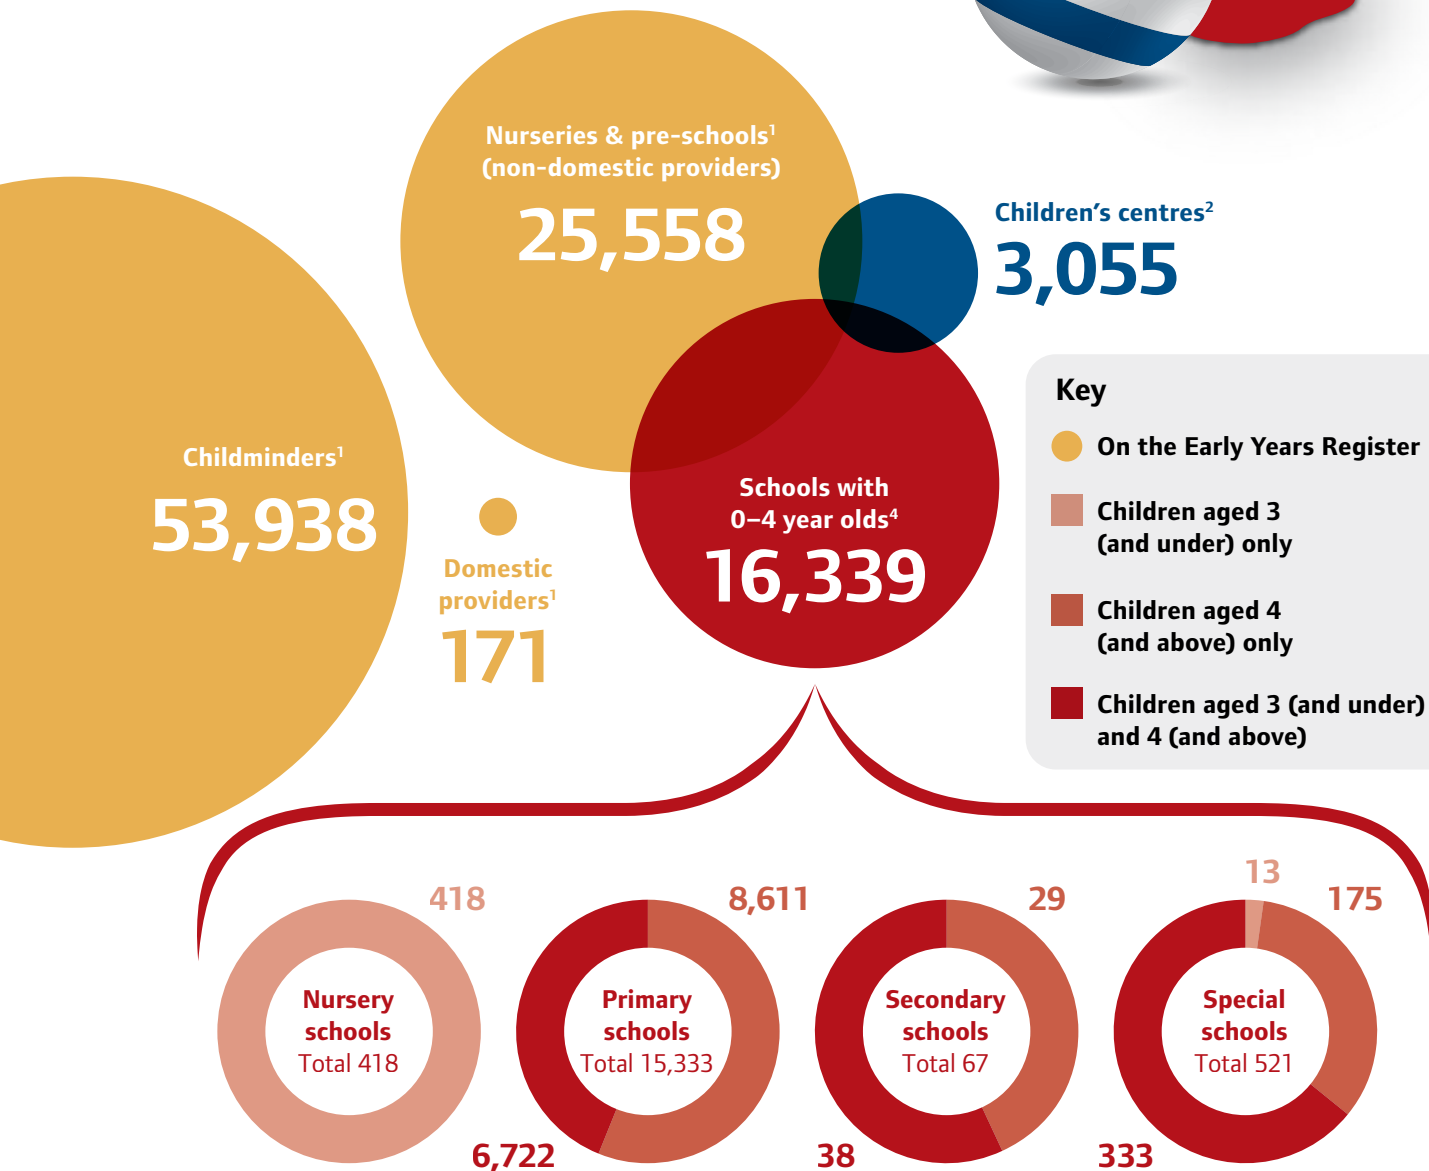 Nurseries & pre-schools¹
(non-domestic providers)
25,558
Children’s centres²
3,055
Childminders¹
53,938
Domestic
providers¹
171
Schools with
0–4 year olds⁴
16,339
Key
On the Early Years Register
Children aged 3
(and under) only
Children aged 4
(and above) only
Children aged 3 (and under)
and 4 (and above)
418
Nursery
schools
Total 418
8,611
Primary
schools
Total 15,333
6,722
29
Secondary
schools
Total 67
38
13
175
Special
schools
Total 521
333